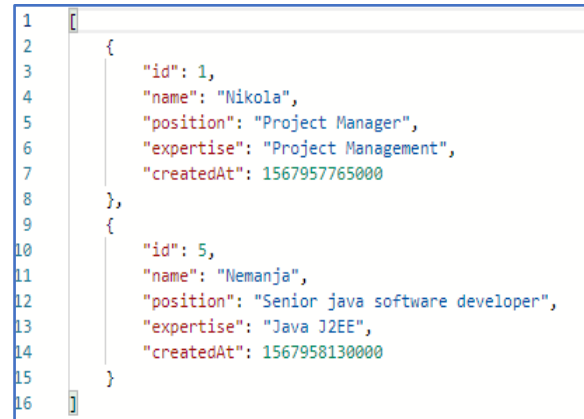 1 [
2 {
3 "id": 1,
4 "name": "Nikola",
5 "position": "Project Manager",
6 "expertise": "Project Management",
7 "createdAt": 1567957765000
8 },
9 {
10 "id": 5,
11 "name": "Nemanja",
12 "position": "Senior java software developer",
13 "expertise": "Java J2EE",
14 "createdAt": 1567958130000
15 }
16 ]